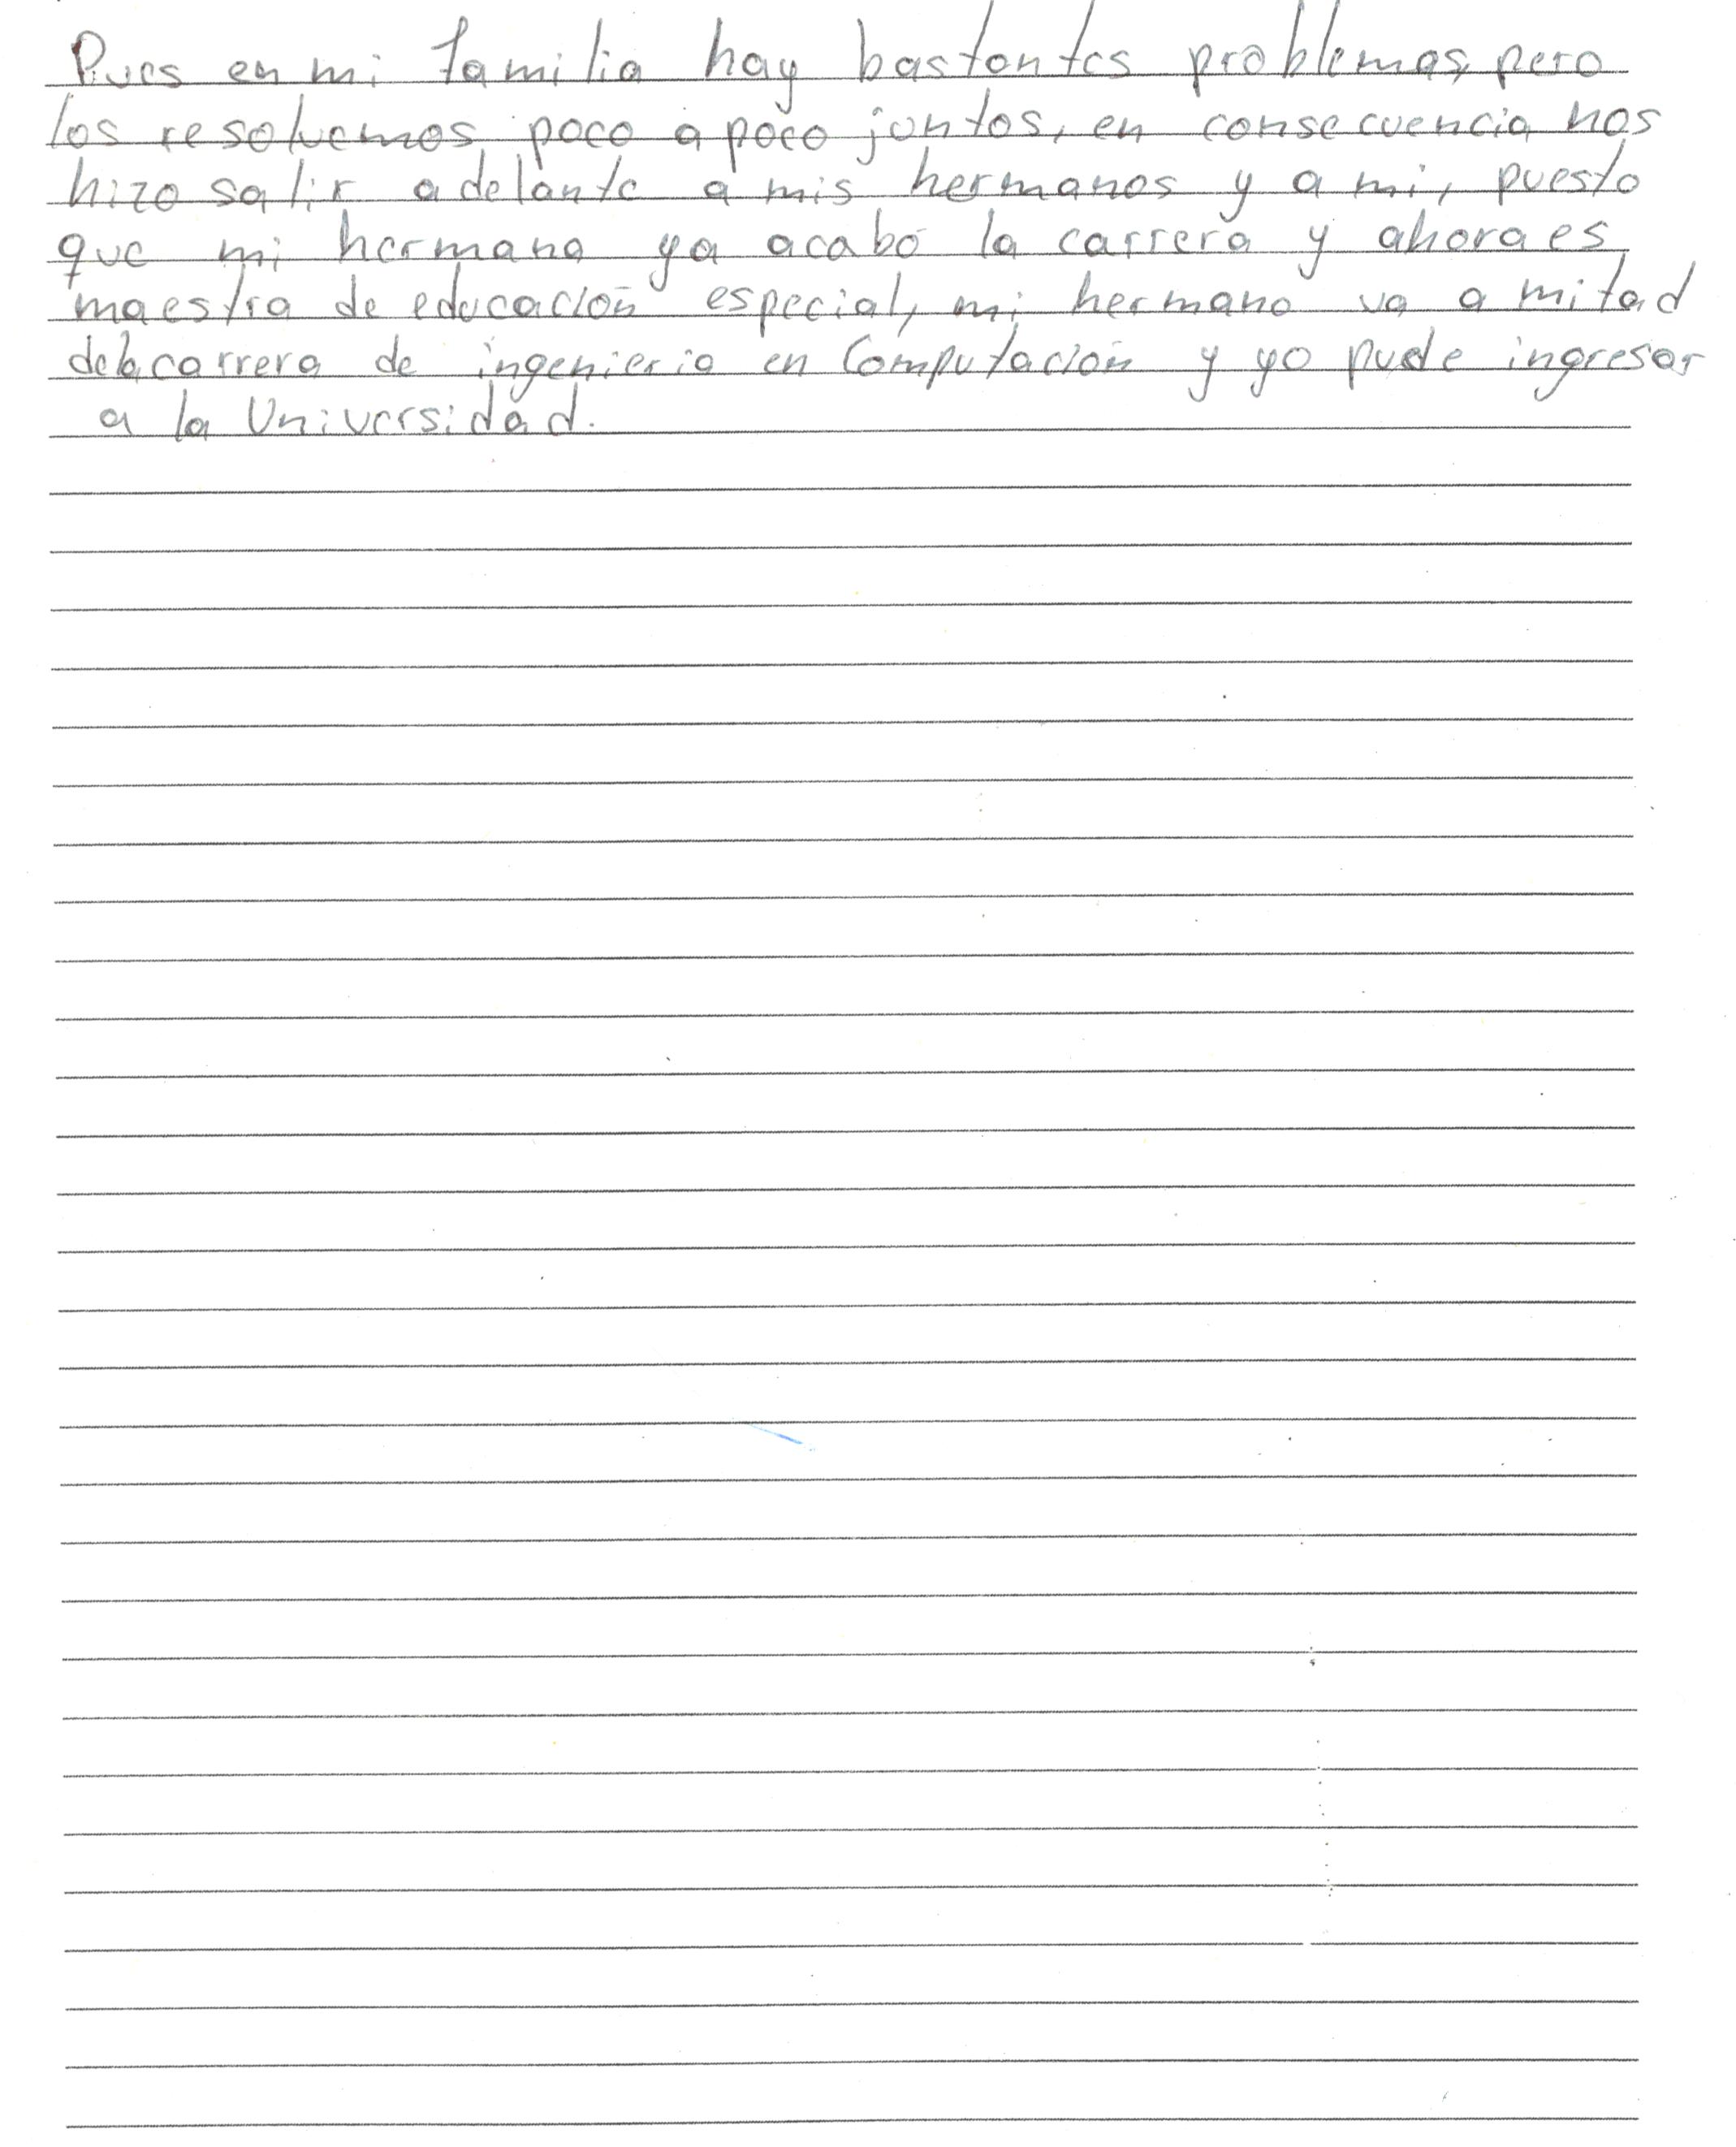 Pues en mi familia hay bastantes problemas, pero
los resolvemos poco a poco juntos, en consecuencia nos
hizo salir adelante a mis hermanos y a mi, puesto
que mi hermana ya acabó la carrera y ahora es
maestra de educación especial, mi hermano va a mitad
de la carrera de ingenieria en Computación y yo pude ingresar
a la Universidad.